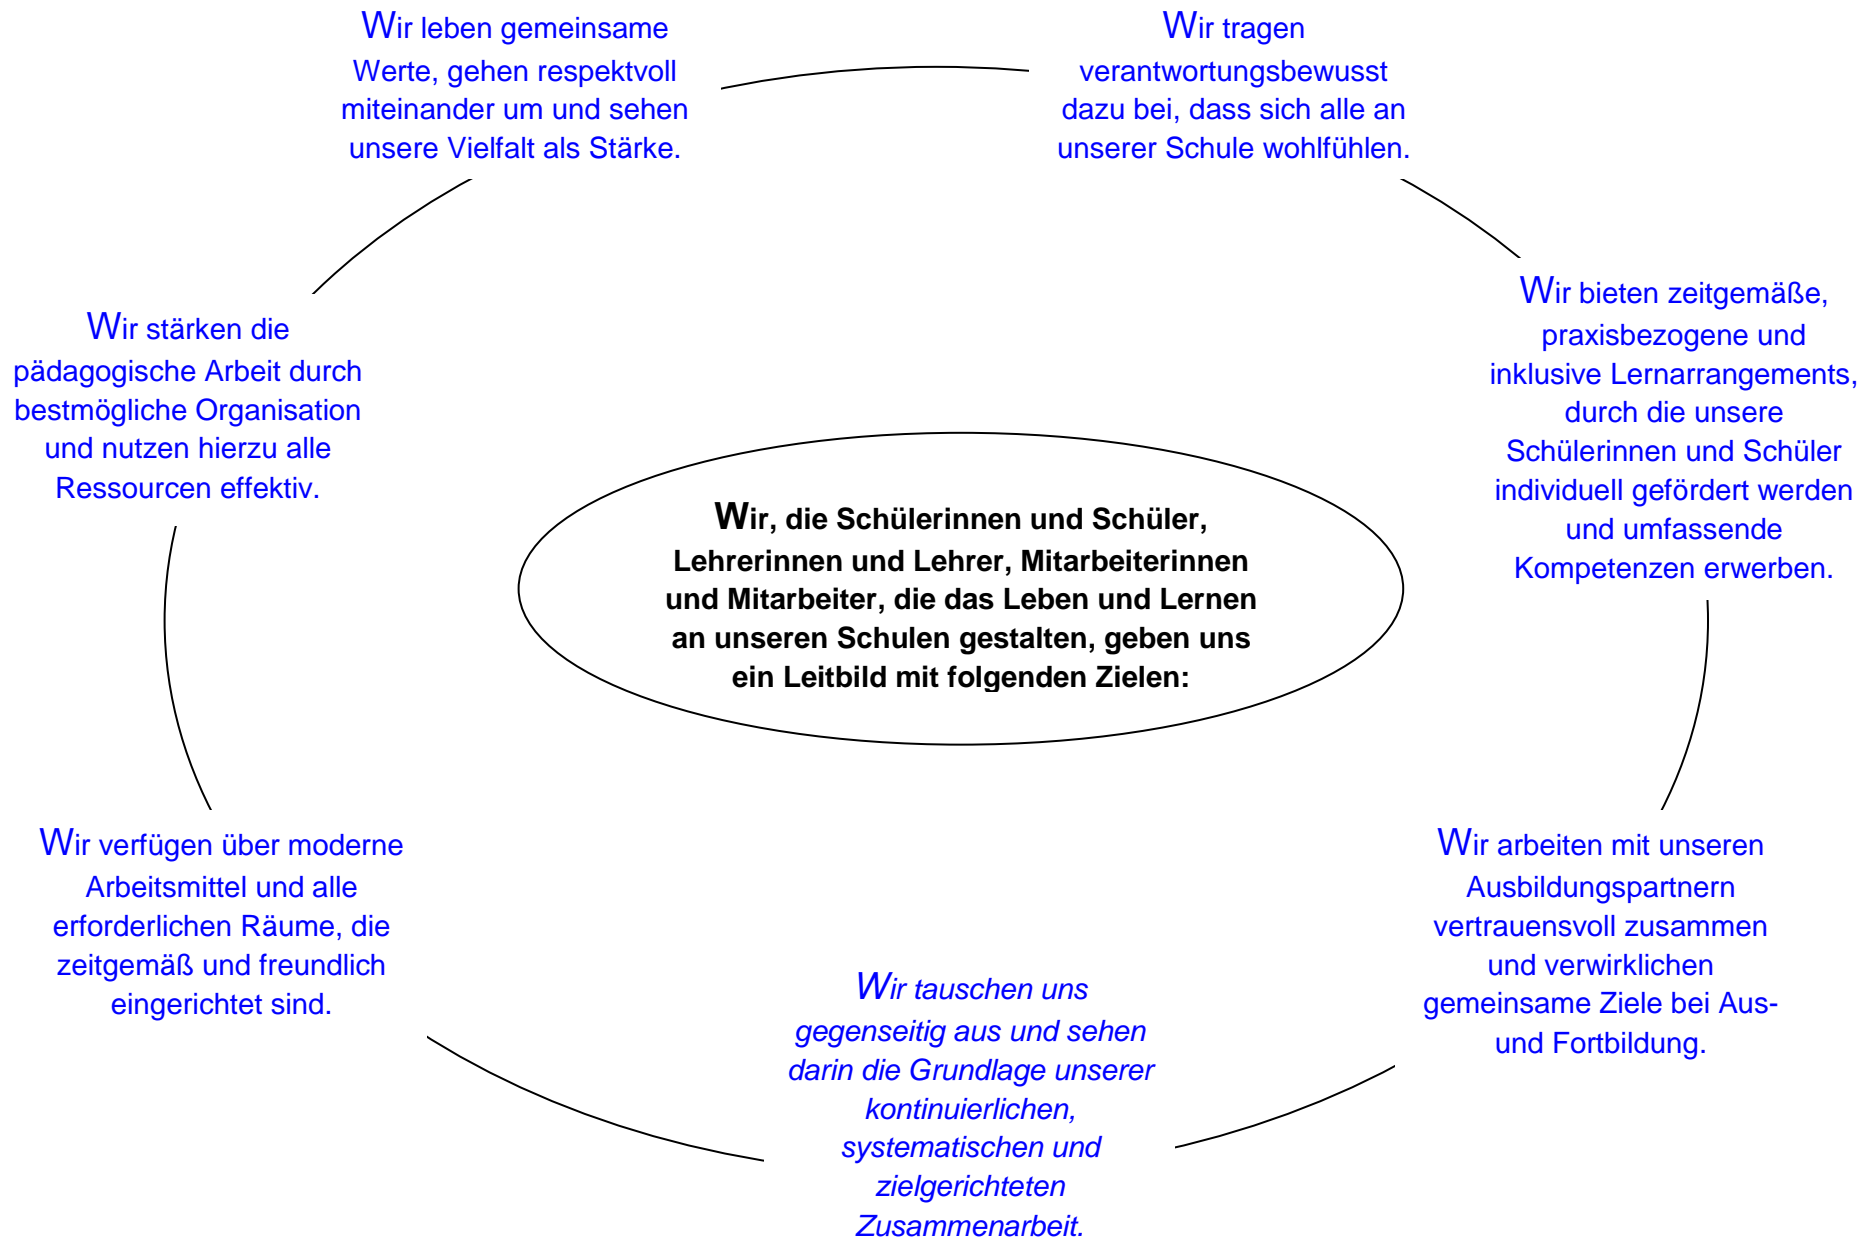 Wir leben gemeinsame
Werte, gehen respektvoll
miteinander um und sehen
unsere Vielfalt als Stärke.
Wir tragen
verantwortungsbewusst
dazu bei, dass sich alle an
unserer Schule wohlfühlen.
Wir bieten zeitgemäße,
praxisbezogene und
inklusive Lernarrangements,
durch die unsere
Schülerinnen und Schüler
individuell gefördert werden
und umfassende
Kompetenzen erwerben.
Wir stärken die
pädagogische Arbeit durch
bestmögliche Organisation
und nutzen hierzu alle
Ressourcen effektiv.
Wir, die Schülerinnen und Schüler,
Lehrerinnen und Lehrer, Mitarbeiterinnen
und Mitarbeiter, die das Leben und Lernen
an unseren Schulen gestalten, geben uns
ein Leitbild mit folgenden Zielen:
Wir verfügen über moderne
Arbeitsmittel und alle
erforderlichen Räume, die
zeitgemäß und freundlich
eingerichtet sind.
Wir arbeiten mit unseren
Ausbildungspartnern
vertrauensvoll zusammen
und verwirklichen
gemeinsame Ziele bei Aus-
und Fortbildung.
Wir tauschen uns
gegenseitig aus und sehen
darin die Grundlage unserer
kontinuierlichen,
systematischen und
zielgerichteten
Zusammenarbeit.